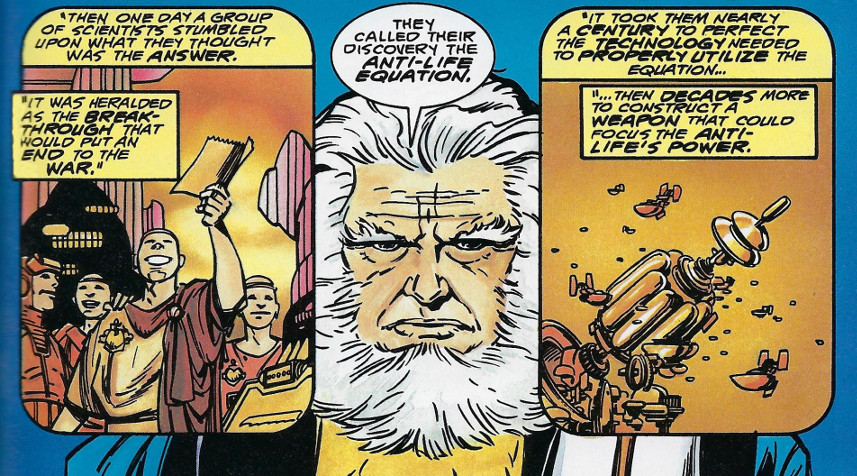 "THEN ONE DAY A GROUP
OF SCIENTISTS STUMBLED
UPON WHAT THEY THOUGHT
WAS THE ANSWER.
"IT WAS HERALDED
AS THE BREAK-
THROUGH THAT
WOULD PUT AN
END TO THE
WAR."
THEY
CALLED THEIR
DISCOVERY THE
ANTI-LIFE
EQUATION.
"IT TOOK THEM NEARLY
A CENTURY TO PERFECT
THE TECHNOLOGY NEEDED
TO PROPERLY UTILIZE THE
EQUATION...
"...THEN DECADES MORE
TO CONSTRUCT A
WEAPON THAT COULD
FOCUS THE ANTI-
LIFE'S POWER.